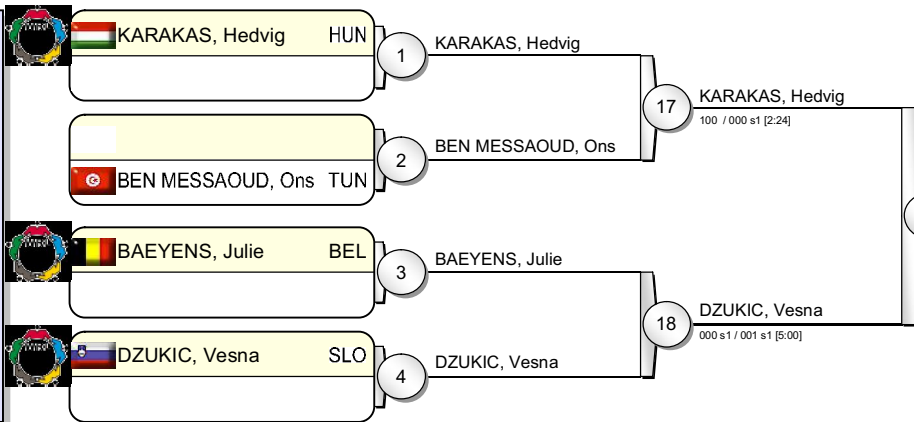 KARAKAS, Hedvig HUN
1
KARAKAS, Hedvig
17
KARAKAS, Hedvig
100 / 000 s1 [2:24]
2
BEN MESSAOUD, Ons
BEN MESSAOUD, Ons TUN
BAEYENS, Julie BEL
3
BAEYENS, Julie
18
DZUKIC, Vesna
000 s1 / 001 s1 [5:00]
DZUKIC, Vesna SLO
4
DZUKIC, Vesna